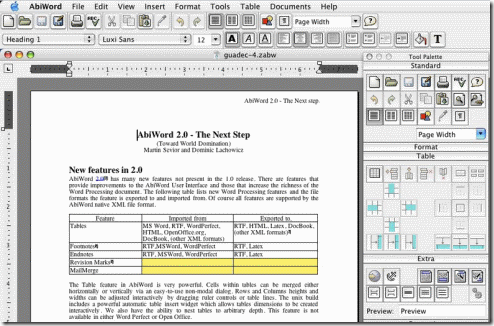 AbiWord File Edit View Insert Format Tools Table Documents Help
Page Width
Heading 1 Luxi Sans 12
guadec-4.zabw
Tool Palette
Standard
Page Width
Format
Table
Extra
Preview: Preview
AbiWord 2.0 - The Next step
AbiWord 2.0 - The Next Step
(Toward World Domination)
Martin Sevior and Dominic Lachowicz
New features in 2.0
AbiWord 2.0¶ has many new features not present in the 1.0 release. There are features that
provide improvements to the AbiWord User Interface and those that increase the richness of the
Word Processing document. The following table lists new Word Processing features and the file
formats the feature is exported to and imported from. Of course all features are supported by the
AbiWord native XML file format.
Feature Imported from Exported to.
Tables MS Word, RTF, WordPerfect, RTF, HTML, Latex, DocBook,
HTML, OpenOffice.org, (other XML formats)¶
DocBook, (other XML formats)
Footnotes¶ RTF,MSWord, WordPerfect RTF, Latex
Endnotes RTF, MSWord, WordPerfect RTF, Latex
Revision Marks¶
MailMerge
The Table feature in AbiWord is very powerful. Cells within tables can be merged either
horizontally or vertically via an easy-to-use non-modal dialog. Rows and Columns heights and
widths can be adjusted interactively by dragging ruler controls or table lines. The unix build
includes a powerful automatic table insert widget which allows tables dimensions to be created
interactively. We also have the ability to nest tables to arbitrary depth. This feature is not
available in either Word Perfect or Open Office.